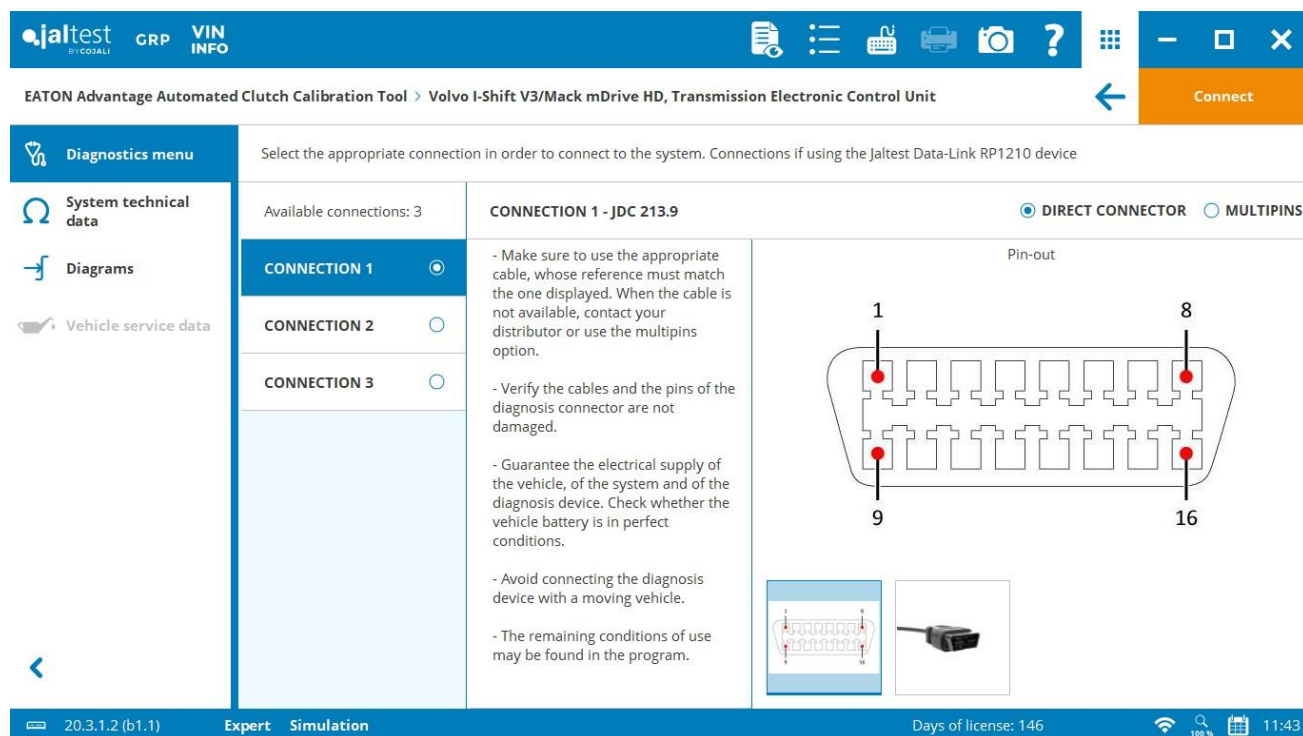 jaltest
BY COJALI
GRP
VIN
INFO
?
EATON Advantage Automated Clutch Calibration Tool > Volvo I-Shift V3/Mack mDrive HD, Transmission Electronic Control Unit
Connect
Diagnostics menu
System technical
data
Diagrams
Vehicle service data
Select the appropriate connection in order to connect to the system. Connections if using the Jaltest Data-Link RP1210 device
Available connections: 3
CONNECTION 1
CONNECTION 2
CONNECTION 3
CONNECTION 1 - JDC 213.9
DIRECT CONNECTOR
MULTIPINS
- Make sure to use the appropriate
cable, whose reference must match
the one displayed. When the cable is
not available, contact your
distributor or use the multipins
option.
- Verify the cables and the pins of the
diagnosis connector are not
damaged.
- Guarantee the electrical supply of
the vehicle, of the system and of the
diagnosis device. Check whether the
vehicle battery is in perfect
conditions.
- Avoid connecting the diagnosis
device with a moving vehicle.
- The remaining conditions of use
may be found in the program.
Pin-out
1 8
9 16
1 8
9 16
20.3.1.2 (b1.1) Expert Simulation Days of license: 146 100 % 11:43